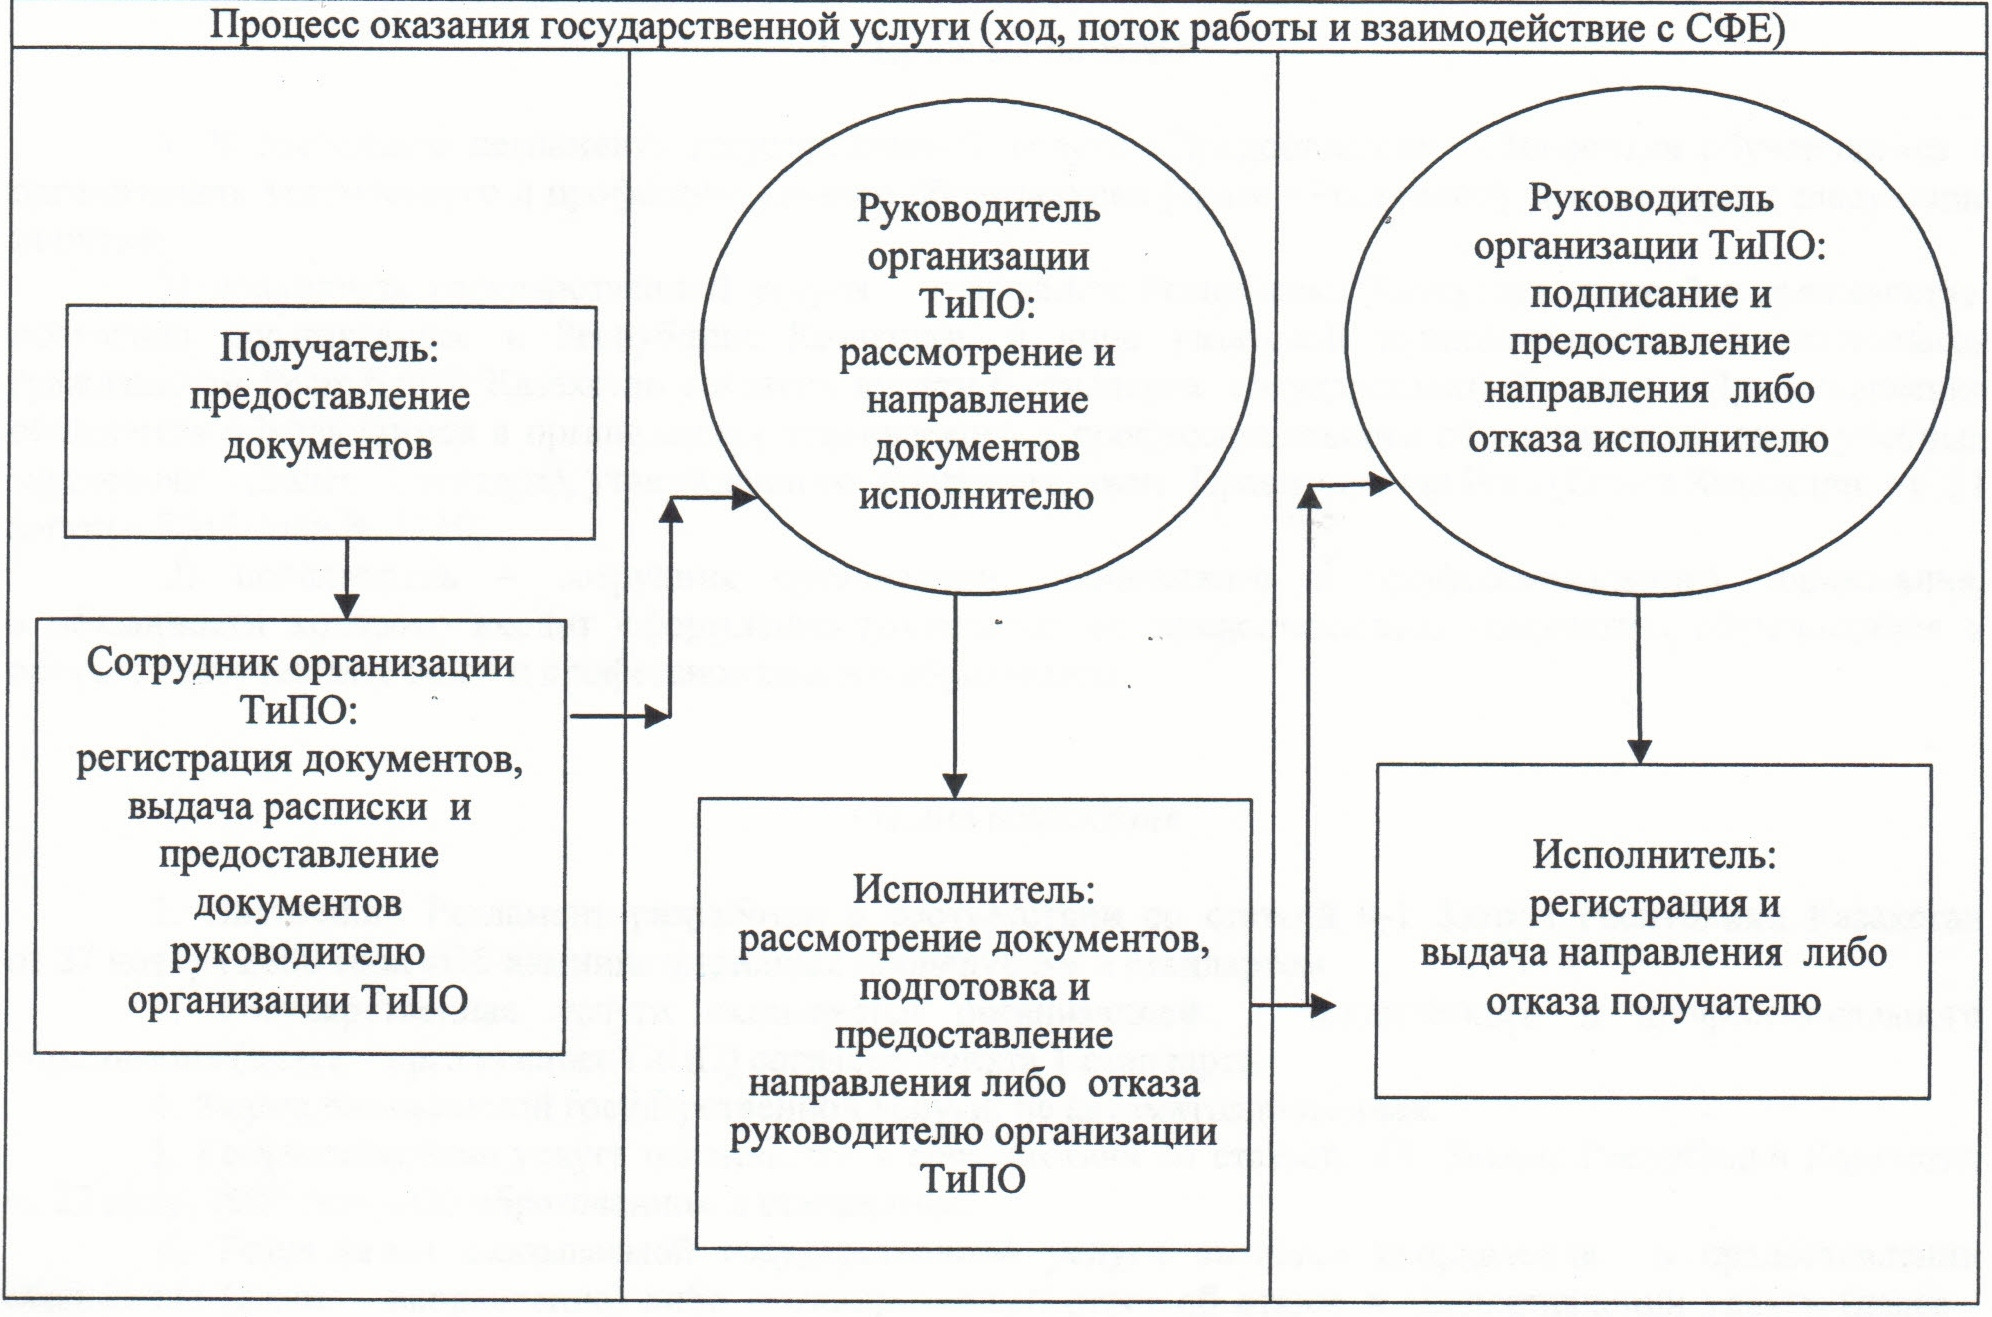 Процесс оказания государственной услуги (ход, поток работы и взаимодействие с СФЕ)
Получатель:
предоставление
документов
Сотрудник организации
ТиПО:
регистрация документов,
выдача расписки и
предоставление
документов
руководителю
организации ТиПО
Руководитель
организации
ТиПО:
рассмотрение и
направление
документов
исполнителю
Исполнитель:
рассмотрение документов,
подготовка и
предоставление
направления либо отказа
руководителю организации
ТиПО
Руководитель
организации ТиПО:
подписание и
предоставление
направления либо
отказа исполнителю
Исполнитель:
регистрация и
выдача направления либо
отказа получателю